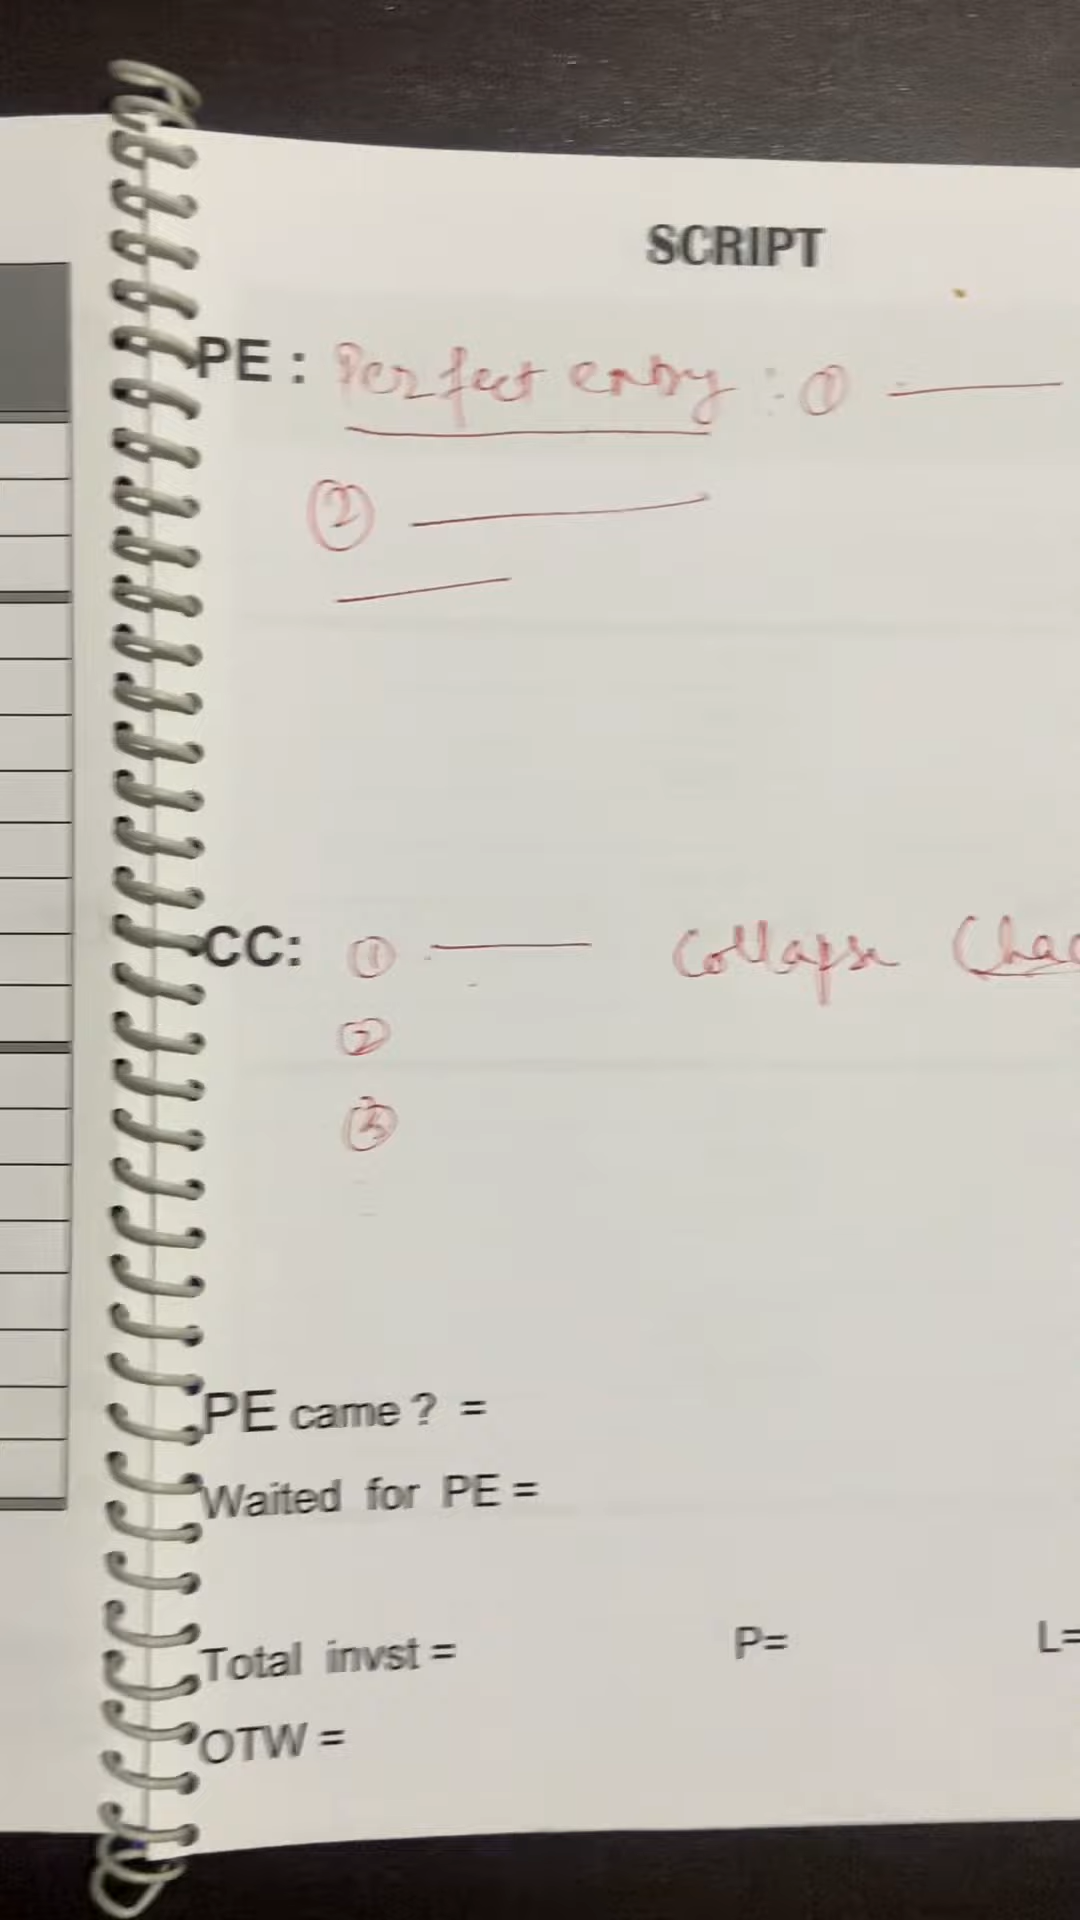 SCRIPT
PE : Perfect entry : ①
②
CC: ① Collapse
②
③
PE came ? =
Waited for PE =
Total invst = P= L=
OTW =